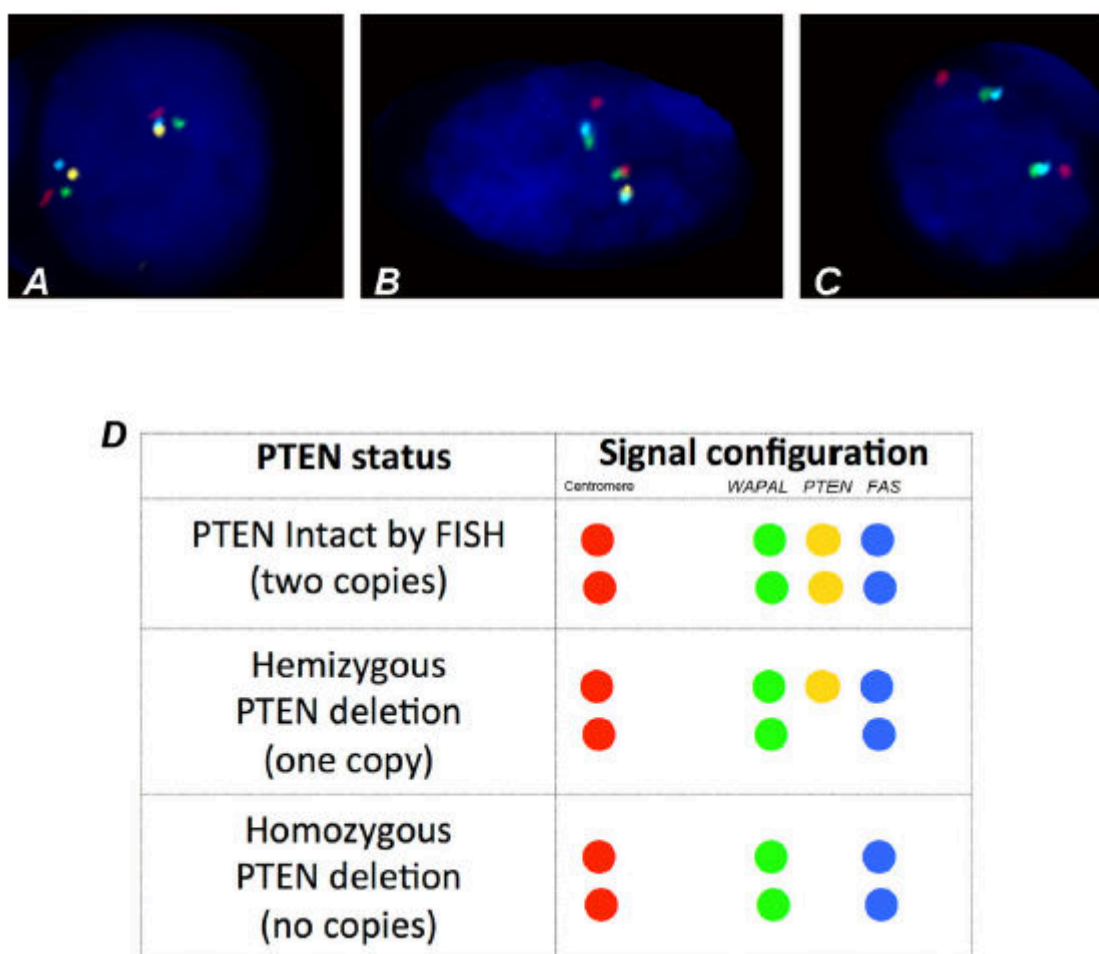 A
B
C
D
PTEN status
Signal configuration
Centromere WAPAL PTEN FAS
PTEN Intact by FISH
(two copies)
Hemizygous
PTEN deletion
(one copy)
Homozygous
PTEN deletion
(no copies)